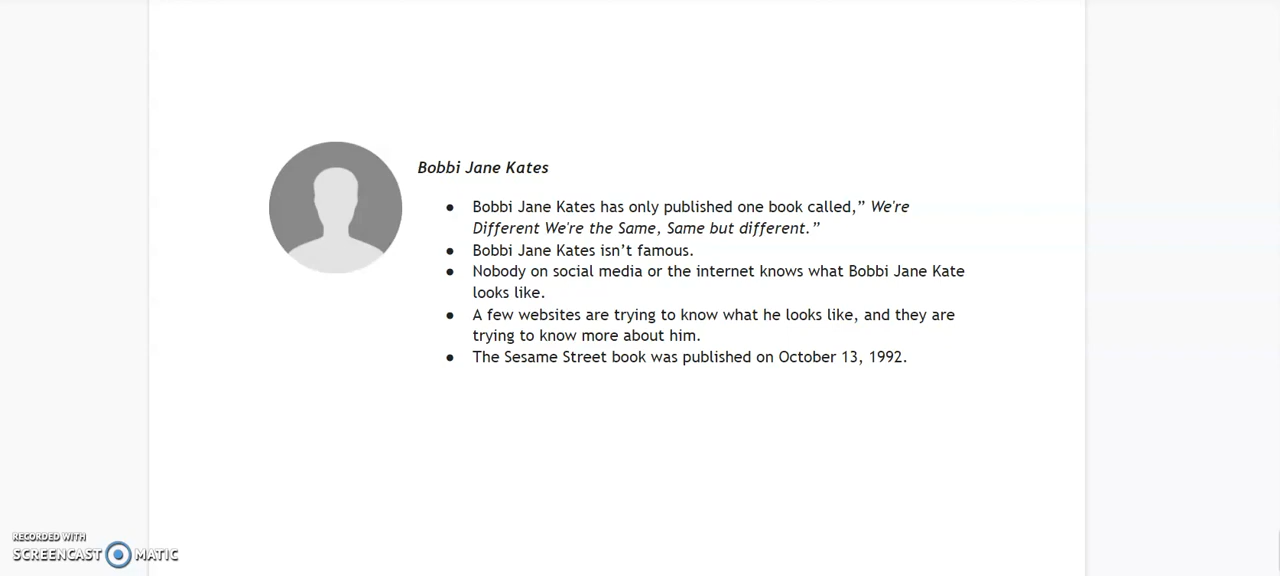 Bobbi Jane Kates
● Bobbi Jane Kates has only published one book called,” We're
Different We're the Same, Same but different.”
● Bobbi Jane Kates isn’t famous.
● Nobody on social media or the internet knows what Bobbi Jane Kate
looks like.
● A few websites are trying to know what he looks like, and they are
trying to know more about him.
● The Sesame Street book was published on October 13, 1992.
RECORDED WITH
SCREENCAST MATIC